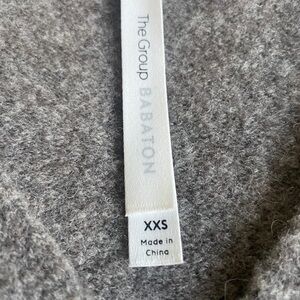 The Group BABATON
XXS
Made in
China